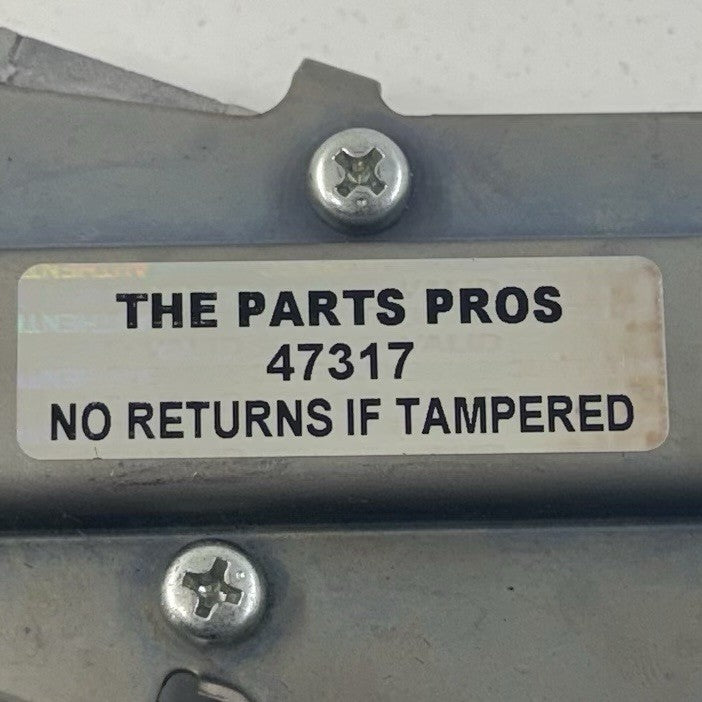 THE PARTS PROS
47317
NO RETURNS IF TAMPERED